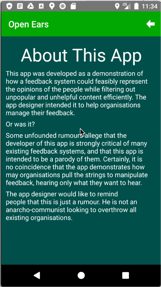 11:34
Open Ears
About This App
This app was developed as a demonstration of
how a feedback system could feasibly represent
the opinions of the people while filtering out
unpopular and unhelpful content efficiently. The
app designer intended it to help organisations
manage their feedback.
Or was it?
Some unfounded rumours allege that the
developer of this app is strongly critical of many
existing feedback systems, and that this app is
intended to be a parody of them. Certainly, it is
no coincidence that the app demonstrates how
may organisations pull the strings to manipulate
feedback, hearing only what they want to hear.
The app designer would like to remind
people that this is just a rumour. He is not an
anarcho-communist looking to overthrow all
existing organisations.